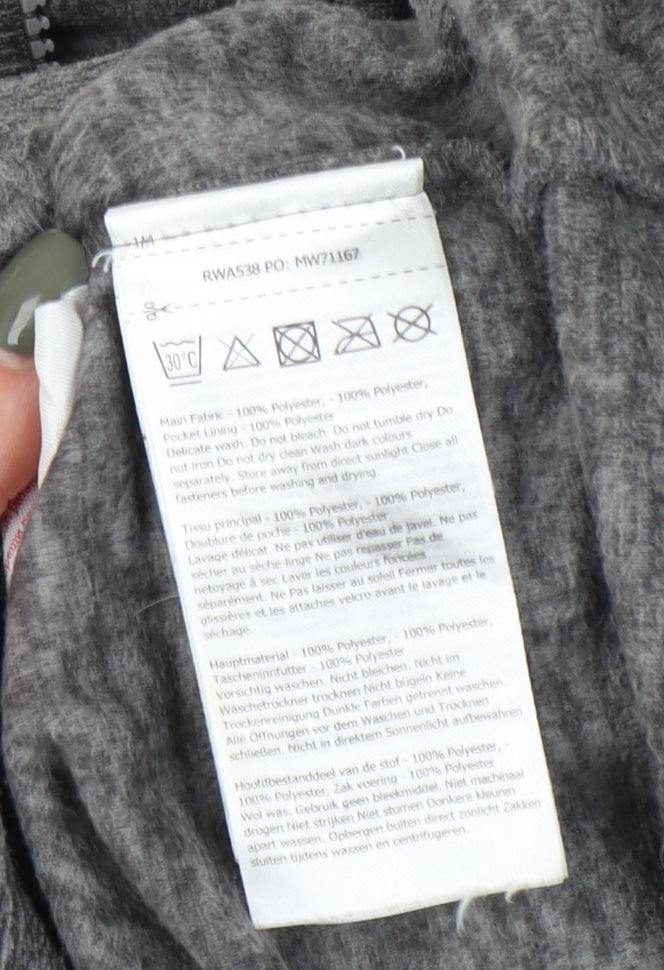 RWA538 PO: MW71167
30°C
Main Fabric - 100% Polyester, - 100% Polyester,
Pocket Lining - 100% Polyester
Delicate wash. Do not bleach. Do not tumble dry Do
not iron Do not dry clean Wash dark colours
separately. Store away from direct sunlight Close all
fasteners before washing and drying.
Tissu principal - 100% Polyester, - 100% Polyester,
Doublure de poche - 100% Polyester
Lavage délicat. Ne pas utiliser d'eau de javel. Ne pas
sécher au sèche-linge Ne pas repasser Pas de
nettoyage à sec Laver les couleurs foncées
séparément. Ne Pas laisser au soleil Fermer toutes les
glissières et les attaches velcro avant le lavage et le
séchage.
Hauptmaterial - 100% Polyester, - 100% Polyester,
Tascheninnfutter - 100% Polyester
Vorsichtig waschen. Nicht bleichen. Nicht im
Wäschetrockner trocknen Nicht bügeln Keine
Trockenreinigung Dunkle Farben getrennt waschen.
Alle Öffnungen vor dem Waschen und Trocknen
schließen. Nicht in direktem Sonnenlicht aufbewahren
Hoofdbestanddeel van de stof - 100% Polyester, -
100% Polyester, Zak voering - 100% Polyester
Wol was. Gebruik geen bleekmiddel. Niet machinaal
drogen Niet strijken Niet stomen Donkere kleuren
apart wassen. Opbergen buiten direct zonlicht Zakken
sluiten tijdens wassen en centrifugeren.